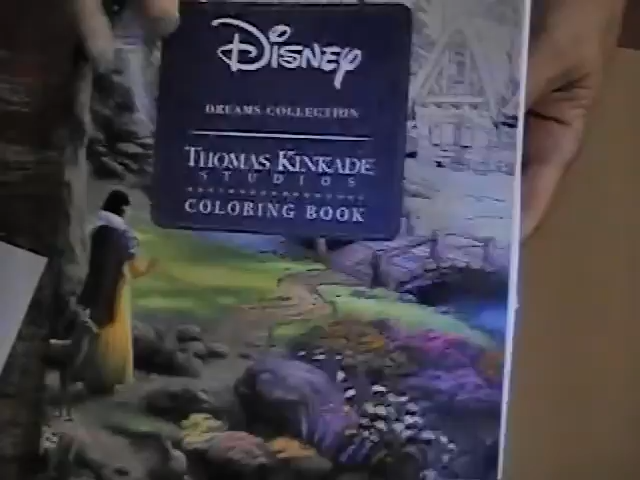 Disney
DREAMS COLLECTION
THOMAS KINKADE
STUDIOS
COLORING BOOK